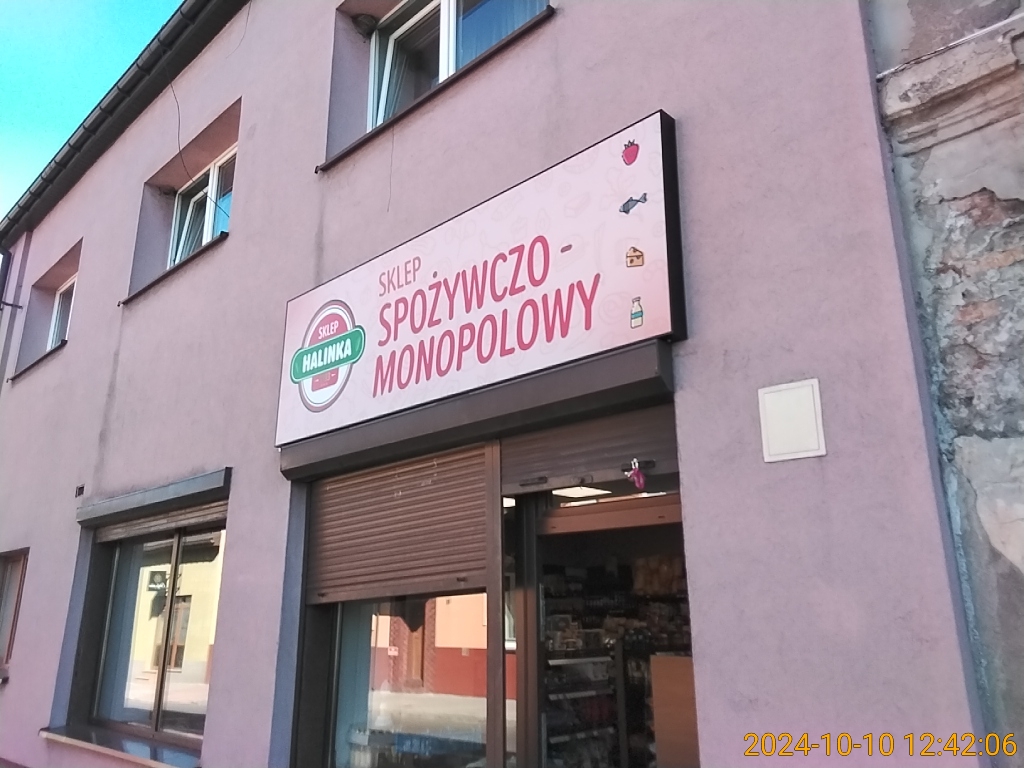 SKLEP
HALINKA
SKLEP
SPOŻYWCZO -
MONOPOLOWY
2024-10-10 12:42:06